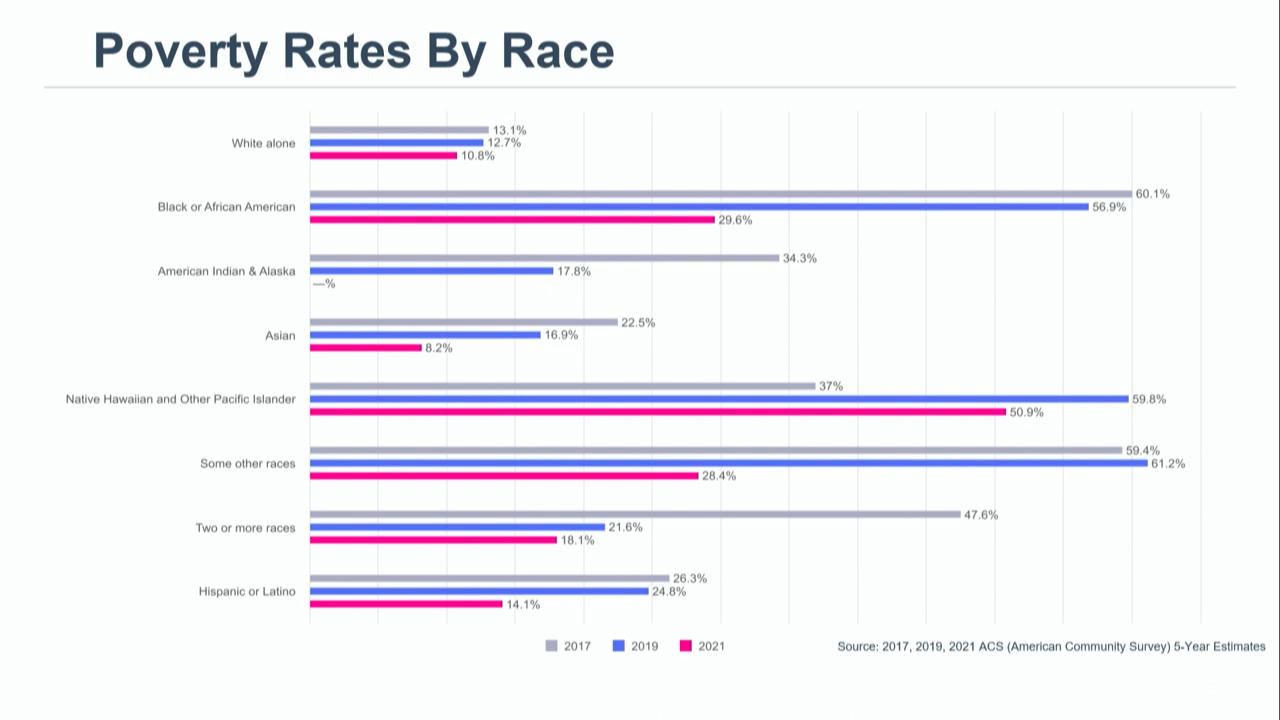 Poverty Rates By Race
White alone
13.1%
12.7%
10.8%
Black or African American
60.1%
56.9%
29.6%
American Indian & Alaska
34.3%
17.8%
—%
Asian
22.5%
16.9%
8.2%
Native Hawaiian and Other Pacific Islander
37%
59.8%
50.9%
Some other races
59.4%
61.2%
28.4%
Two or more races
47.6%
21.6%
18.1%
Hispanic or Latino
26.3%
24.8%
14.1%
2017 2019 2021
Source: 2017, 2019, 2021 ACS (American Community Survey) 5-Year Estimates